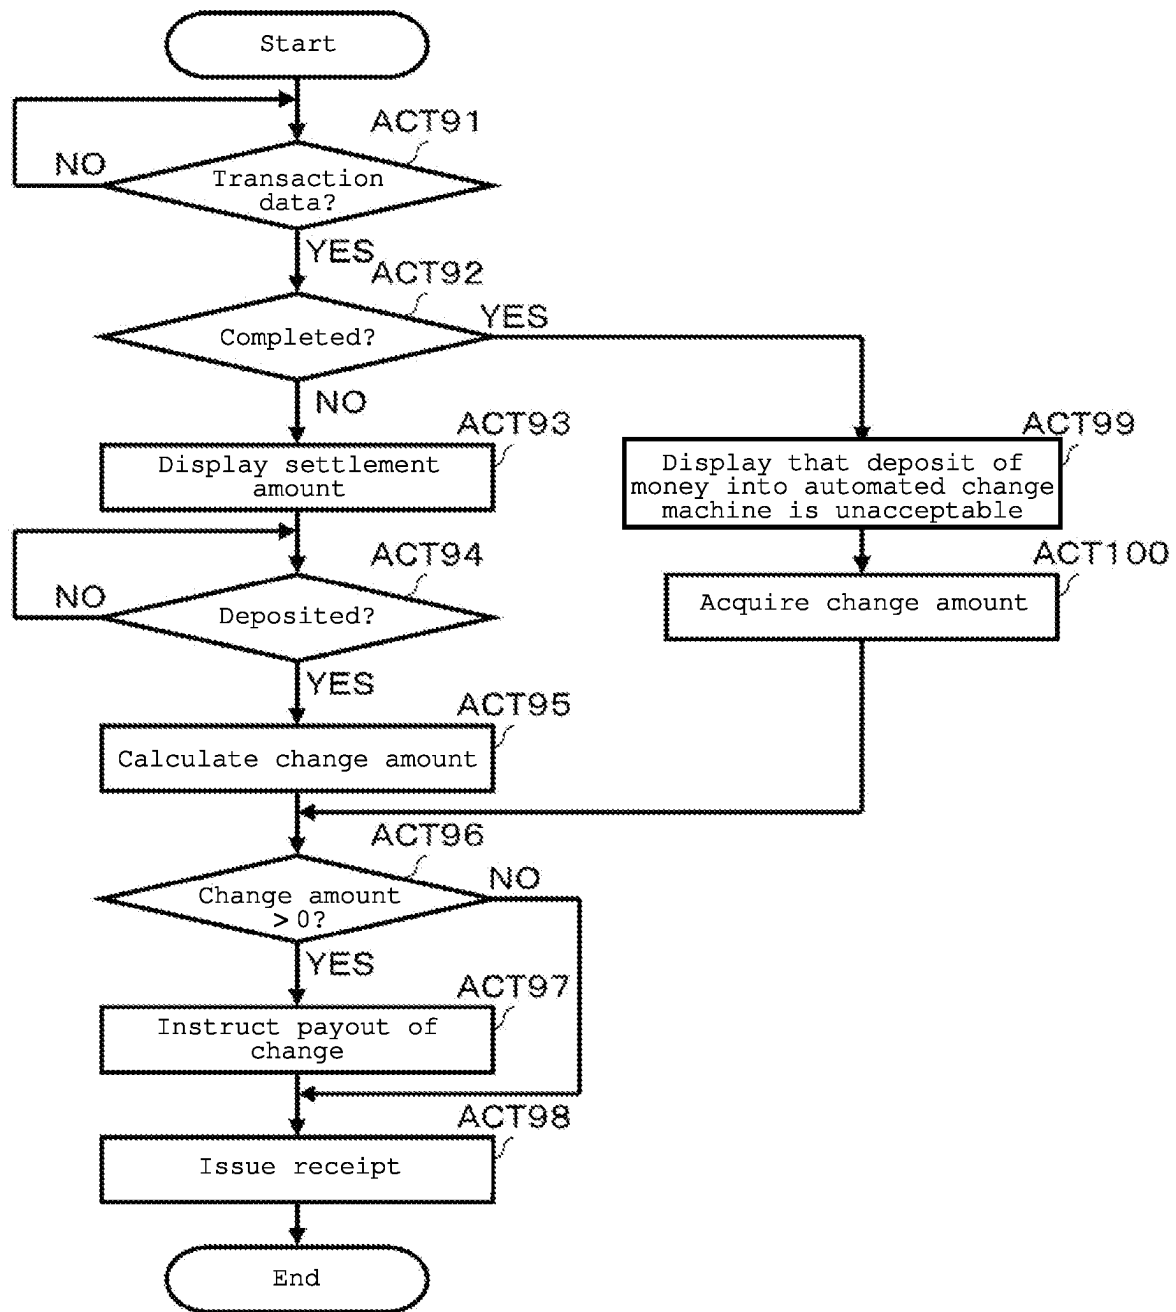 Start
ACT91
NO
Transaction
data?
YES
ACT92
YES
Completed?
NO
ACT93
ACT99
Display settlement
amount
Display that deposit of
money into automated change
machine is unacceptable
ACT94
ACT100
NO
Deposited?
Acquire change amount
YES
ACT95
Calculate change amount
ACT96
NO
Change amount
> 0?
YES
ACT97
Instruct payout of
change
ACT98
Issue receipt
End